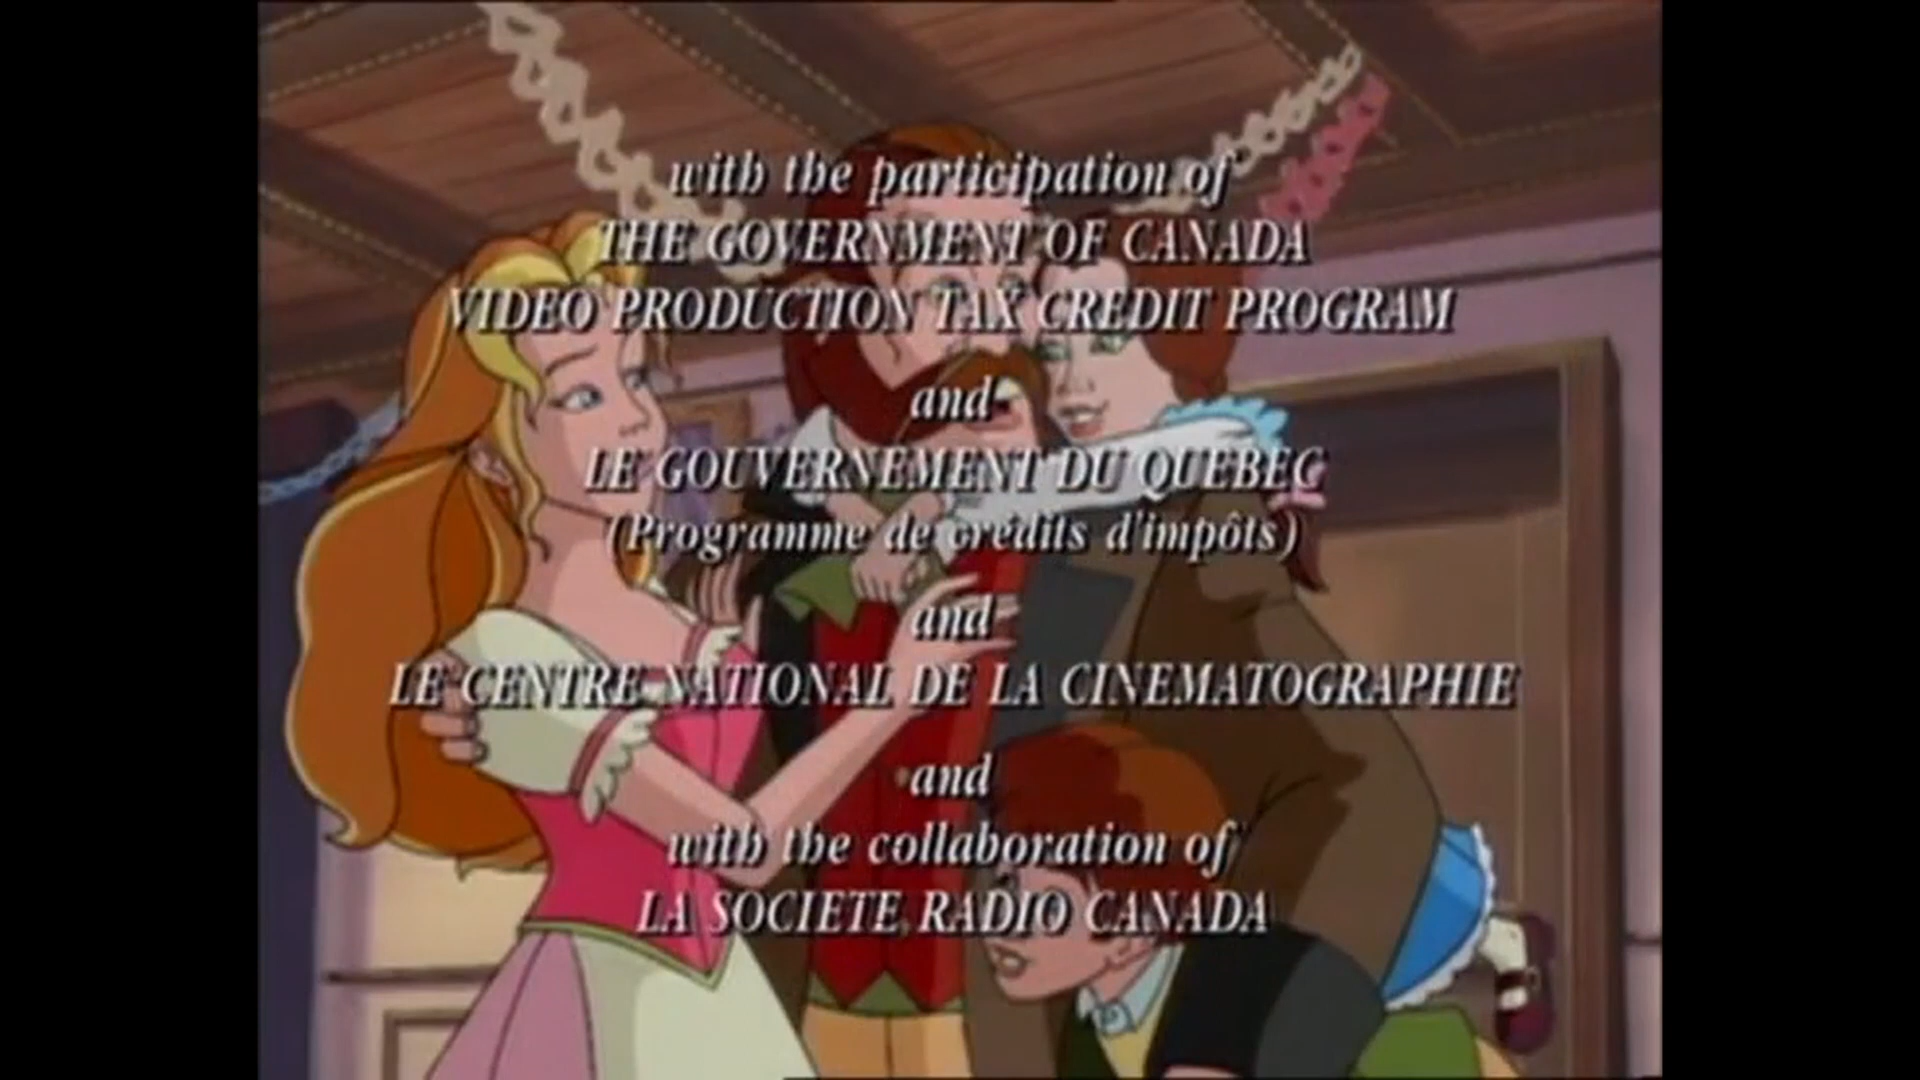 with the participation of
THE GOVERNMENT OF CANADA
VIDEO PRODUCTION TAX CREDIT PROGRAM
and
LE GOUVERNEMENT DU QUEBEC
(Programme de crédits d'impôts)
and
LE CENTRE NATIONAL DE LA CINEMATOGRAPHIE
and
with the collaboration of
LA SOCIETE RADIO CANADA